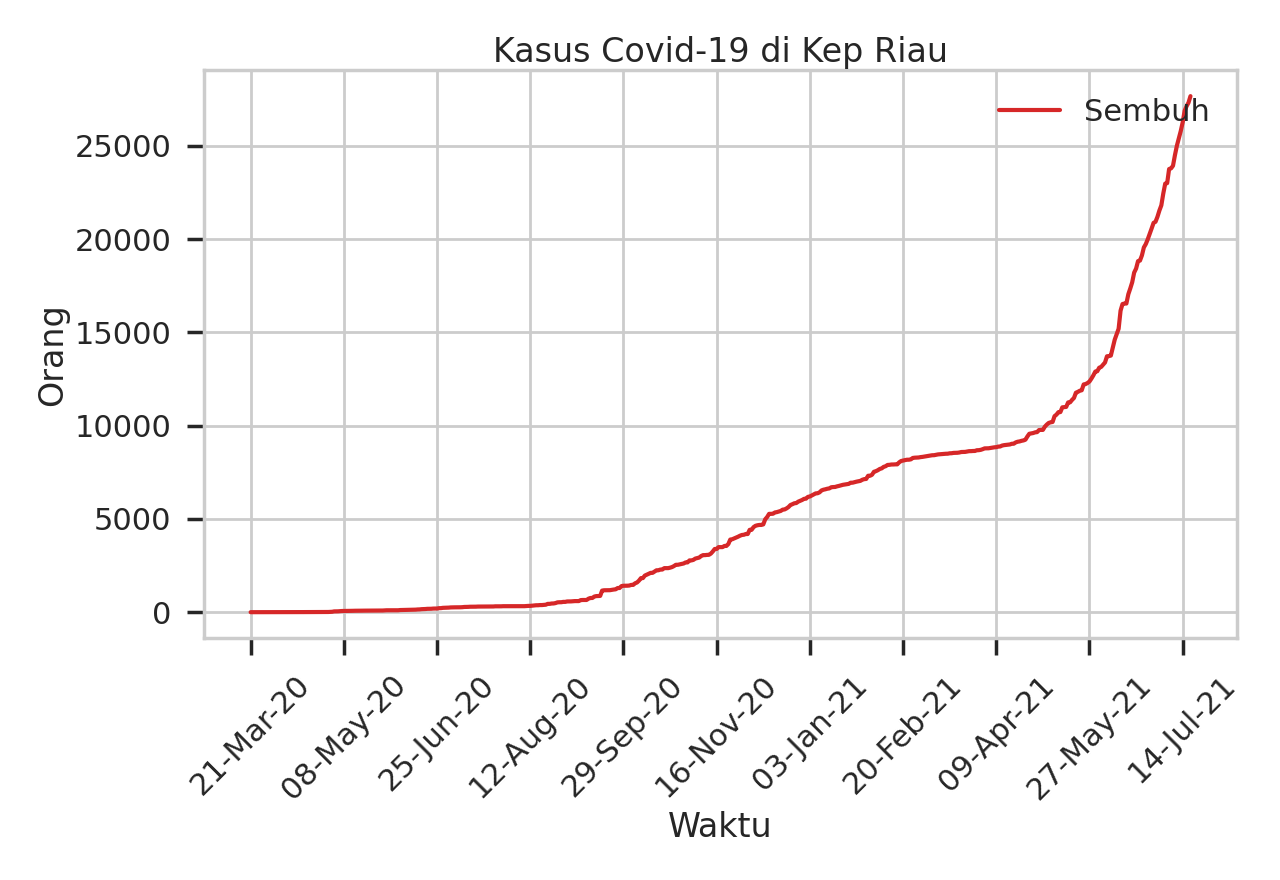 Kasus Covid-19 di Kep Riau
Sembuh
25000
20000
15000
10000
5000
0
Orang
21-Mar-20
08-May-20
25-Jun-20
12-Aug-20
29-Sep-20
16-Nov-20
03-Jan-21
20-Feb-21
09-Apr-21
27-May-21
14-Jul-21
Waktu